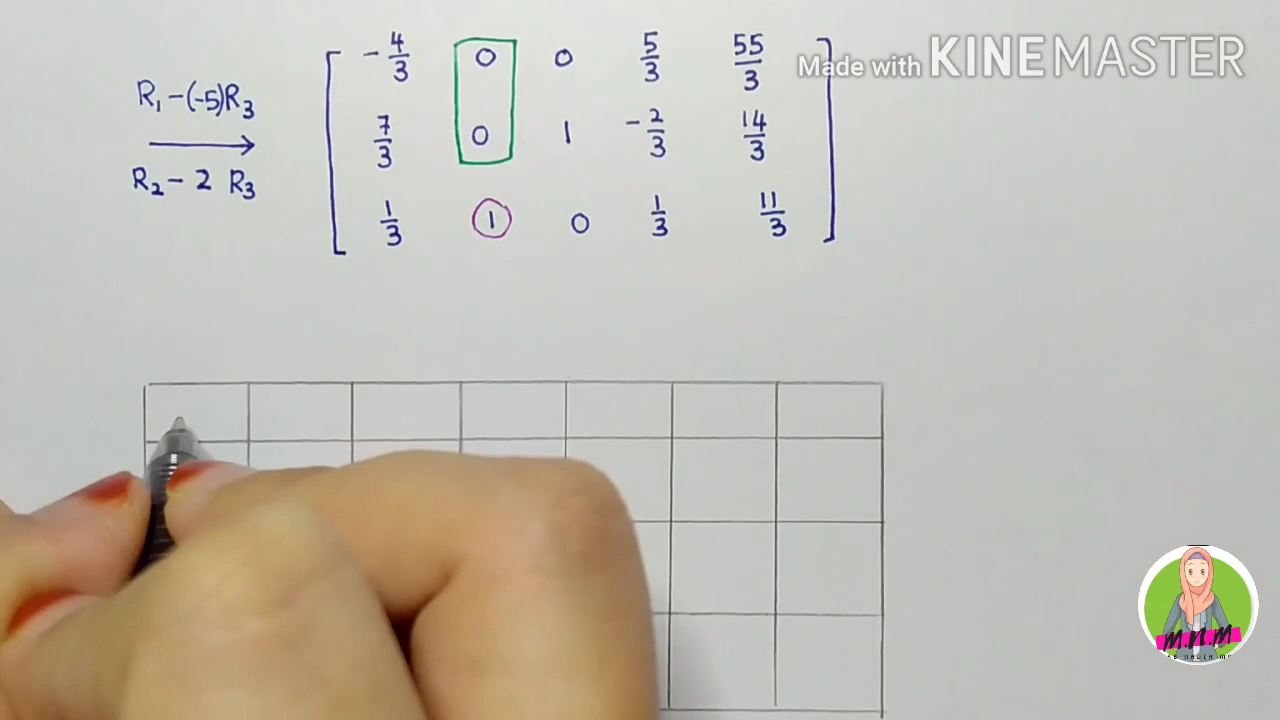 R₁ - (-5)R₃
R₂ - 2 R₃
-4/3 0 0 5/3 55/3
7/3 0 1 -2/3 14/3
1/3 1 0 1/3 11/3
Made with KINEMASTER
M.N.M